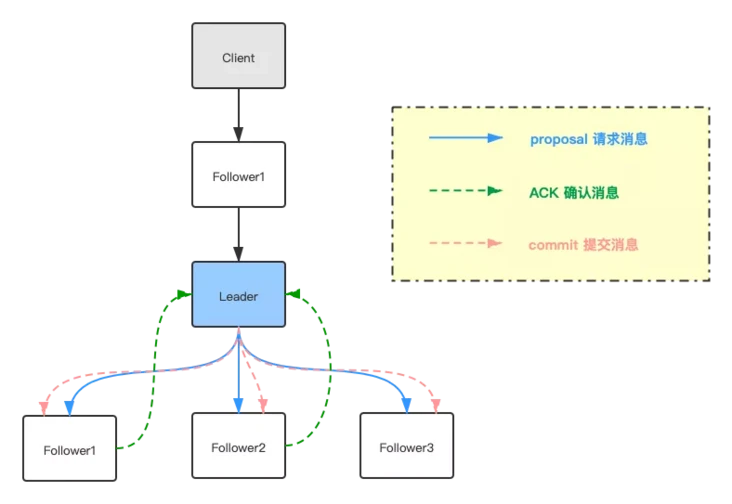 Client
Follower1
Leader
Follower1
Follower2
Follower3
proposal 请求消息
ACK 确认消息
commit 提交消息